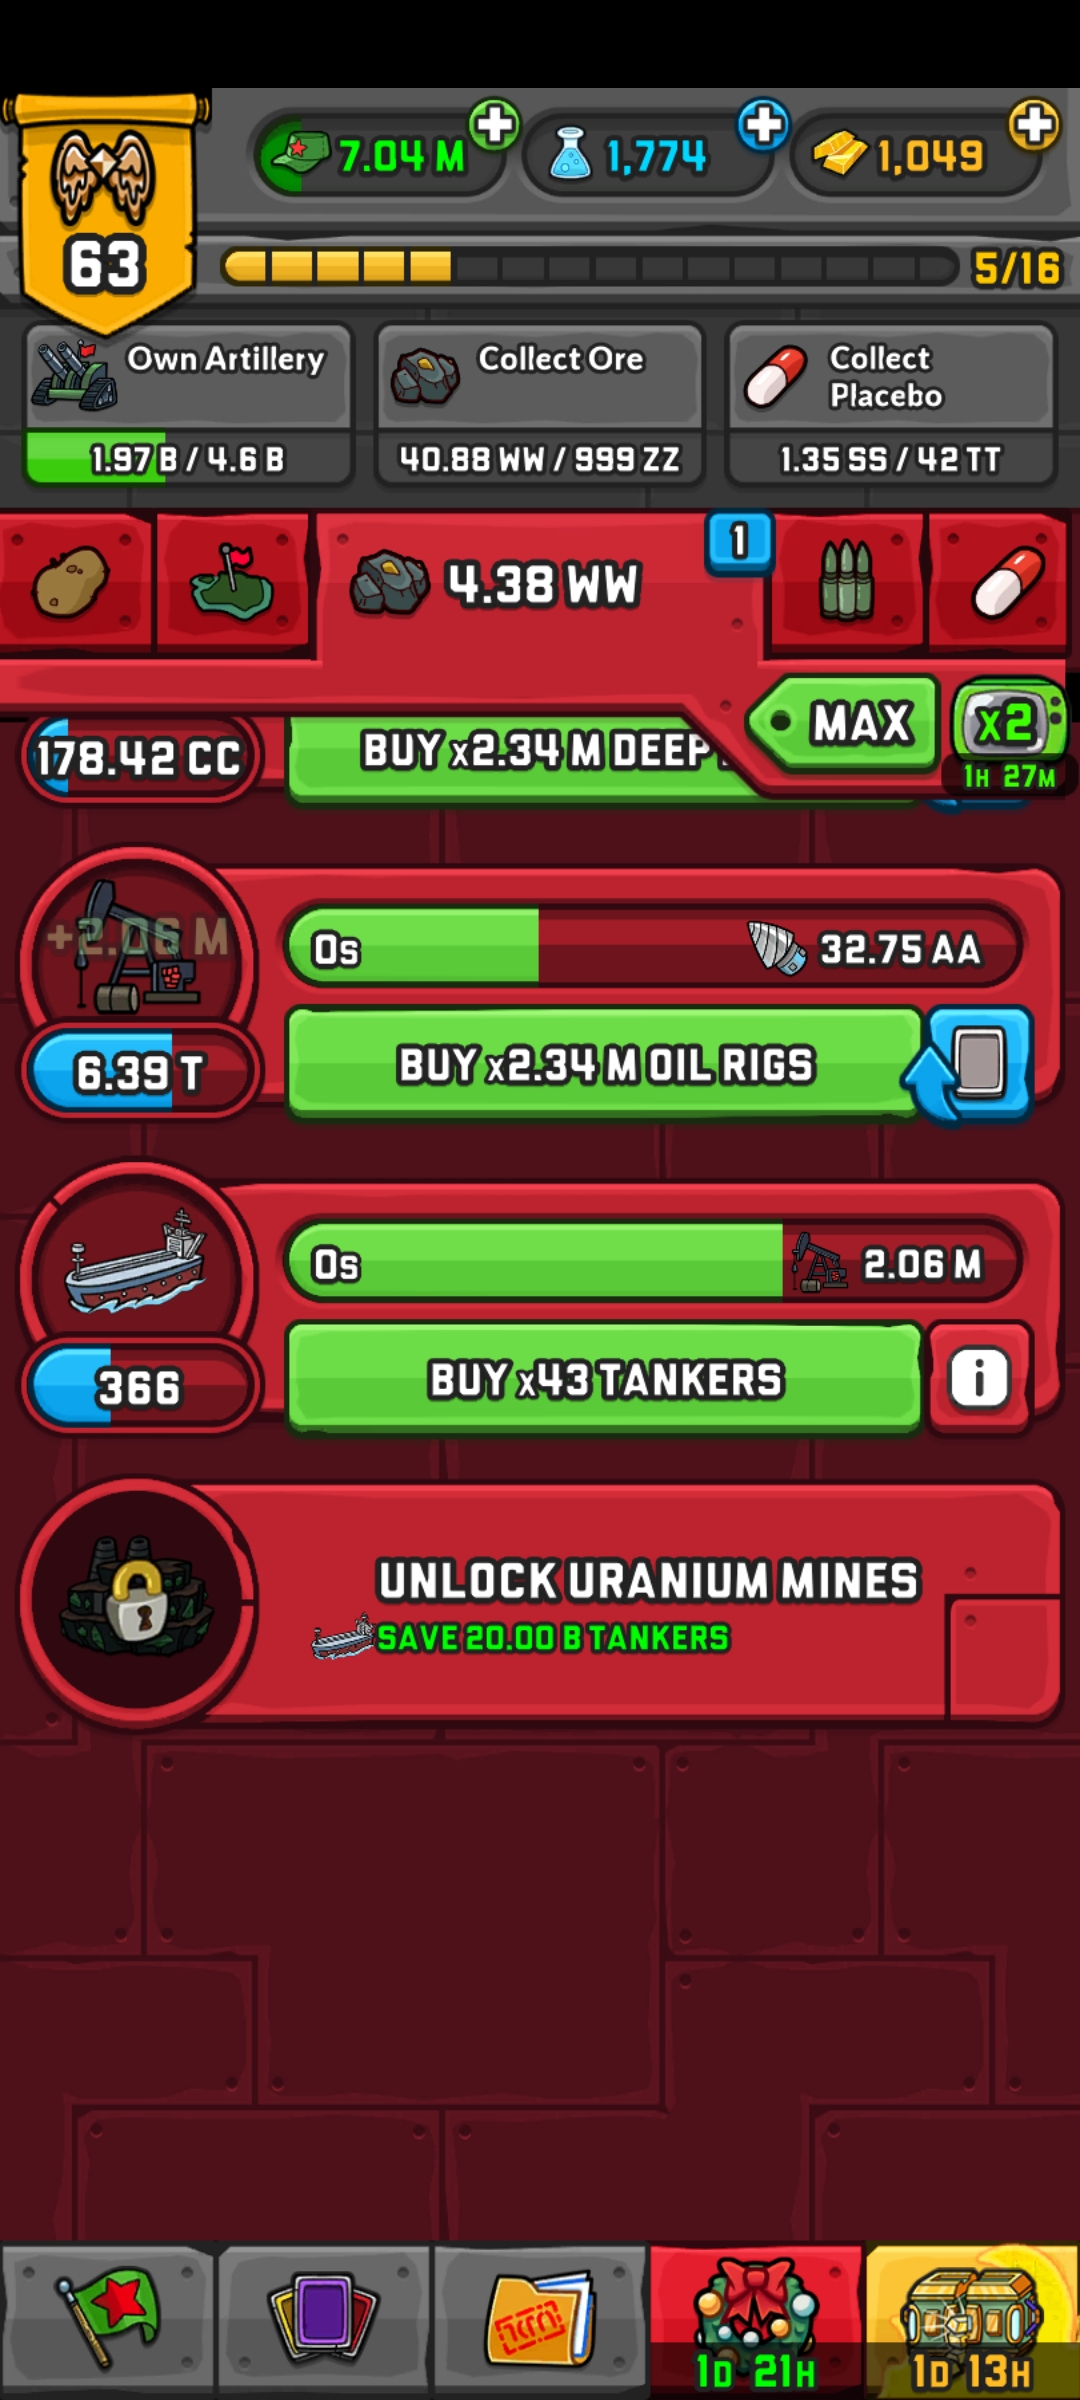 7.04 M
1,774
1,049
63
5/16
Own Artillery
1.97 B / 4.6 B
Collect Ore
40.88 WW / 999 ZZ
Collect
Placebo
1.35 SS / 42 TT
4.38 WW
1
MAX
X2
1H 27M
178.42 CC
BUY x2.34 M DEEP
+2.06 M
0s
32.75 AA
6.39 T
BUY x2.34 M OIL RIGS
0s
2.06 M
366
BUY x43 TANKERS
i
UNLOCK URANIUM MINES
SAVE 20.00 B TANKERS
1D 21H
1D 13H